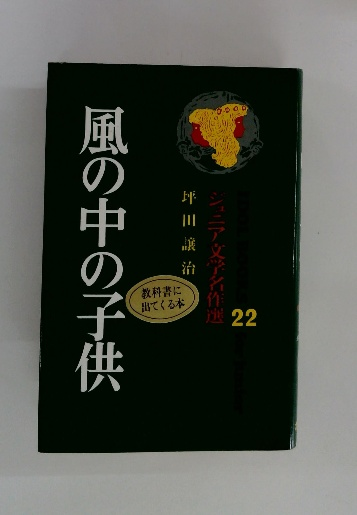 ジュニア文学名作選
22
坪田譲治
風の中の子供
教科書に
出てくる本